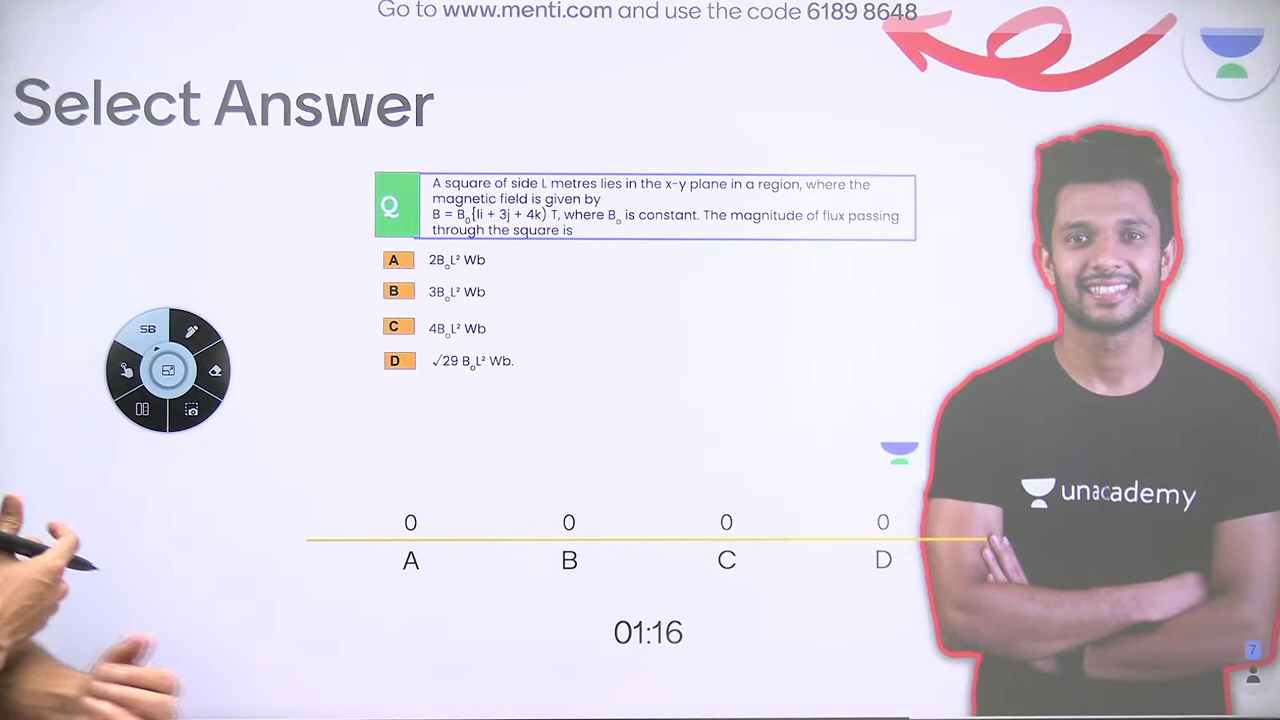 Go to www.menti.com and use the code 6189 8648
Select Answer
Q
A square of side L metres lies in the x-y plane in a region, where the
magnetic field is given by
B = B₀{Ii + 3j + 4k) T, where B₀ is constant. The magnitude of flux passing
through the square is
A 2B₀L² Wb
B 3B₀L² Wb
C 4B₀L² Wb
D √29 B₀L² Wb.
SB
unacademy
0 0 0 0
A B C D
01:16
7